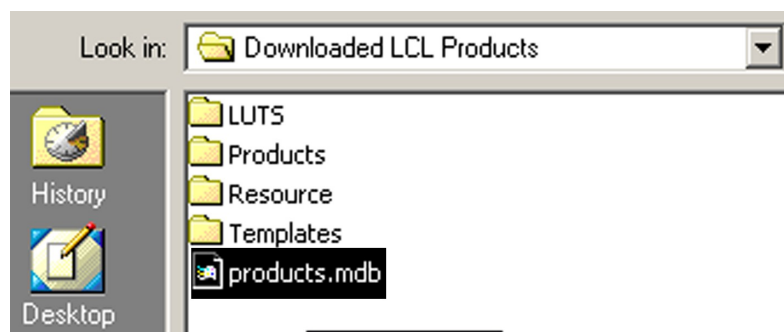 Look in: Downloaded LCL Products
LUTS
Products
History
Resource
Templates
products.mdb
Desktop